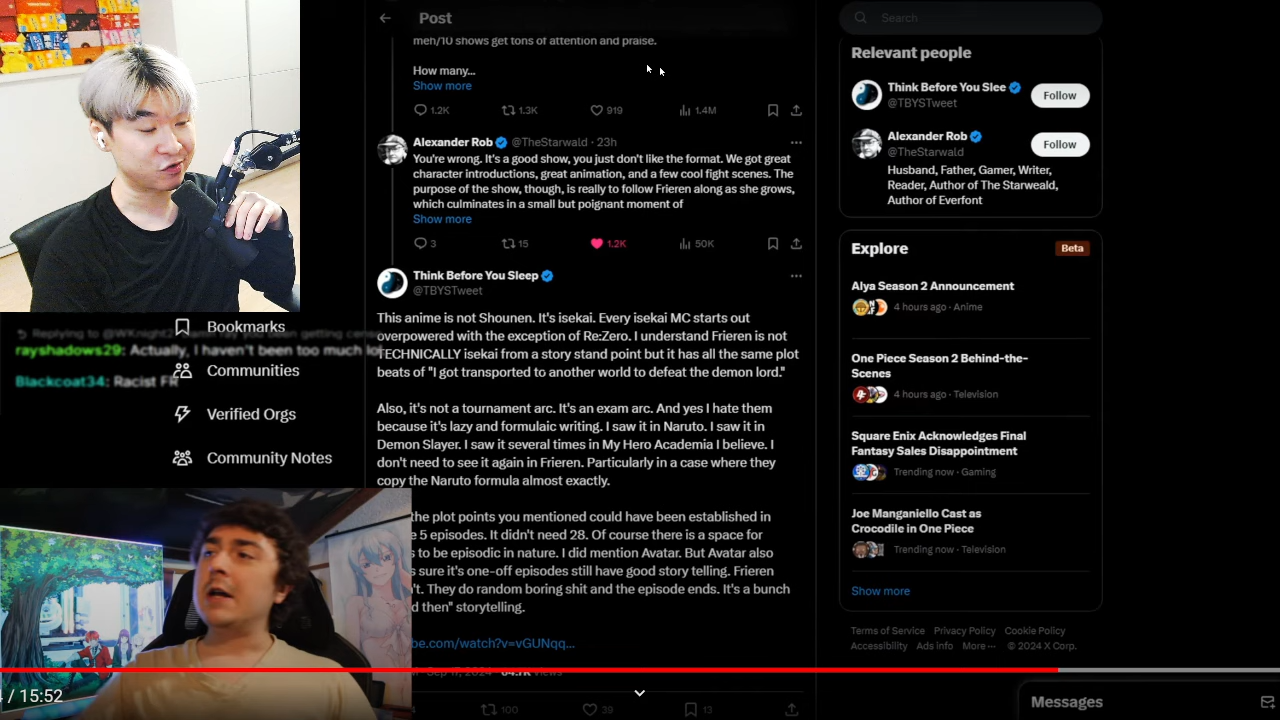 Post
meh/10 shows get tons of attention and praise.
How many...
Show more
1.2K 1.3K 919 1.4M
Alexander Rob @TheStarwald · 23h
You're wrong. It's a good show, you just don't like the format. We got great
character introductions, great animation, and a few cool fight scenes. The
purpose of the show, though, is really to follow Frieren along as she grows,
which culminates in a small but poignant moment of
Show more
3 15 1.2K 50K
Think Before You Sleep
@TBYSTweet
This anime is not Shounen. It's isekai. Every isekai MC starts out
overpowered with the exception of Re:Zero. I understand Frieren is not
TECHNICALLY isekai from a story stand point but it has all the same plot
beats of "I got transported to another world to defeat the demon lord."
Also, it's not a tournament arc. It's an exam arc. And yes I hate them
because it's lazy and formulaic writing. I saw it in Naruto. I saw it in
Demon Slayer. I saw it several times in My Hero Academia I believe. I
don't need to see it again in Frieren. Particularly in a case where they
copy the Naruto formula almost exactly.
the plot points you mentioned could have been established in
e 5 episodes. It didn't need 28. Of course there is a space for
s to be episodic in nature. I did mention Avatar. But Avatar also
s sure it's one-off episodes still have good story telling. Frieren
't. They do random boring shit and the episode ends. It's a bunch
d then" storytelling.
be.com/watch?v=vGUNqq...
Views
100 39 13
Replying to @WKnight2
rayshadows29: Actually, I haven't been too much lo
Blackcoat34: Racist FR
Bookmarks
Communities
Verified Orgs
Community Notes
/ 15:52
Search
Relevant people
Think Before You Slee
@TBYSTweet
Follow
Alexander Rob
@TheStarwald
Follow
Husband, Father, Gamer, Writer,
Reader, Author of The Starweald,
Author of Everfont
Explore
Beta
Alya Season 2 Announcement
4 hours ago · Anime
One Piece Season 2 Behind-the-
Scenes
4 hours ago · Television
Square Enix Acknowledges Final
Fantasy Sales Disappointment
Trending now · Gaming
Joe Manganiello Cast as
Crocodile in One Piece
Trending now · Television
Show more
Terms of Service Privacy Policy Cookie Policy
Accessibility Ads info More ··· © 2024 X Corp.
Messages